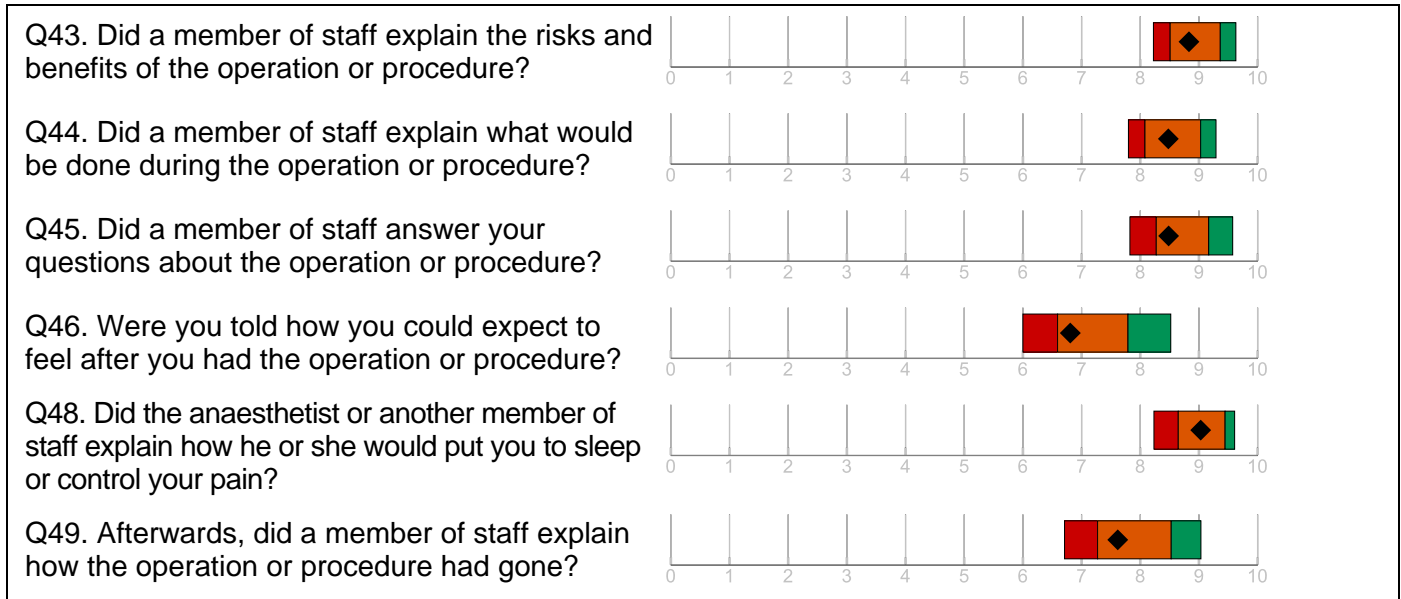 Q43. Did a member of staff explain the risks and
benefits of the operation or procedure?
0 1 2 3 4 5 6 7 8 9 10
Q44. Did a member of staff explain what would
be done during the operation or procedure?
0 1 2 3 4 5 6 7 8 9 10
Q45. Did a member of staff answer your
questions about the operation or procedure?
0 1 2 3 4 5 6 7 8 9 10
Q46. Were you told how you could expect to
feel after you had the operation or procedure?
0 1 2 3 4 5 6 7 8 9 10
Q48. Did the anaesthetist or another member of
staff explain how he or she would put you to sleep
or control your pain?
0 1 2 3 4 5 6 7 8 9 10
Q49. Afterwards, did a member of staff explain
how the operation or procedure had gone?
0 1 2 3 4 5 6 7 8 9 10